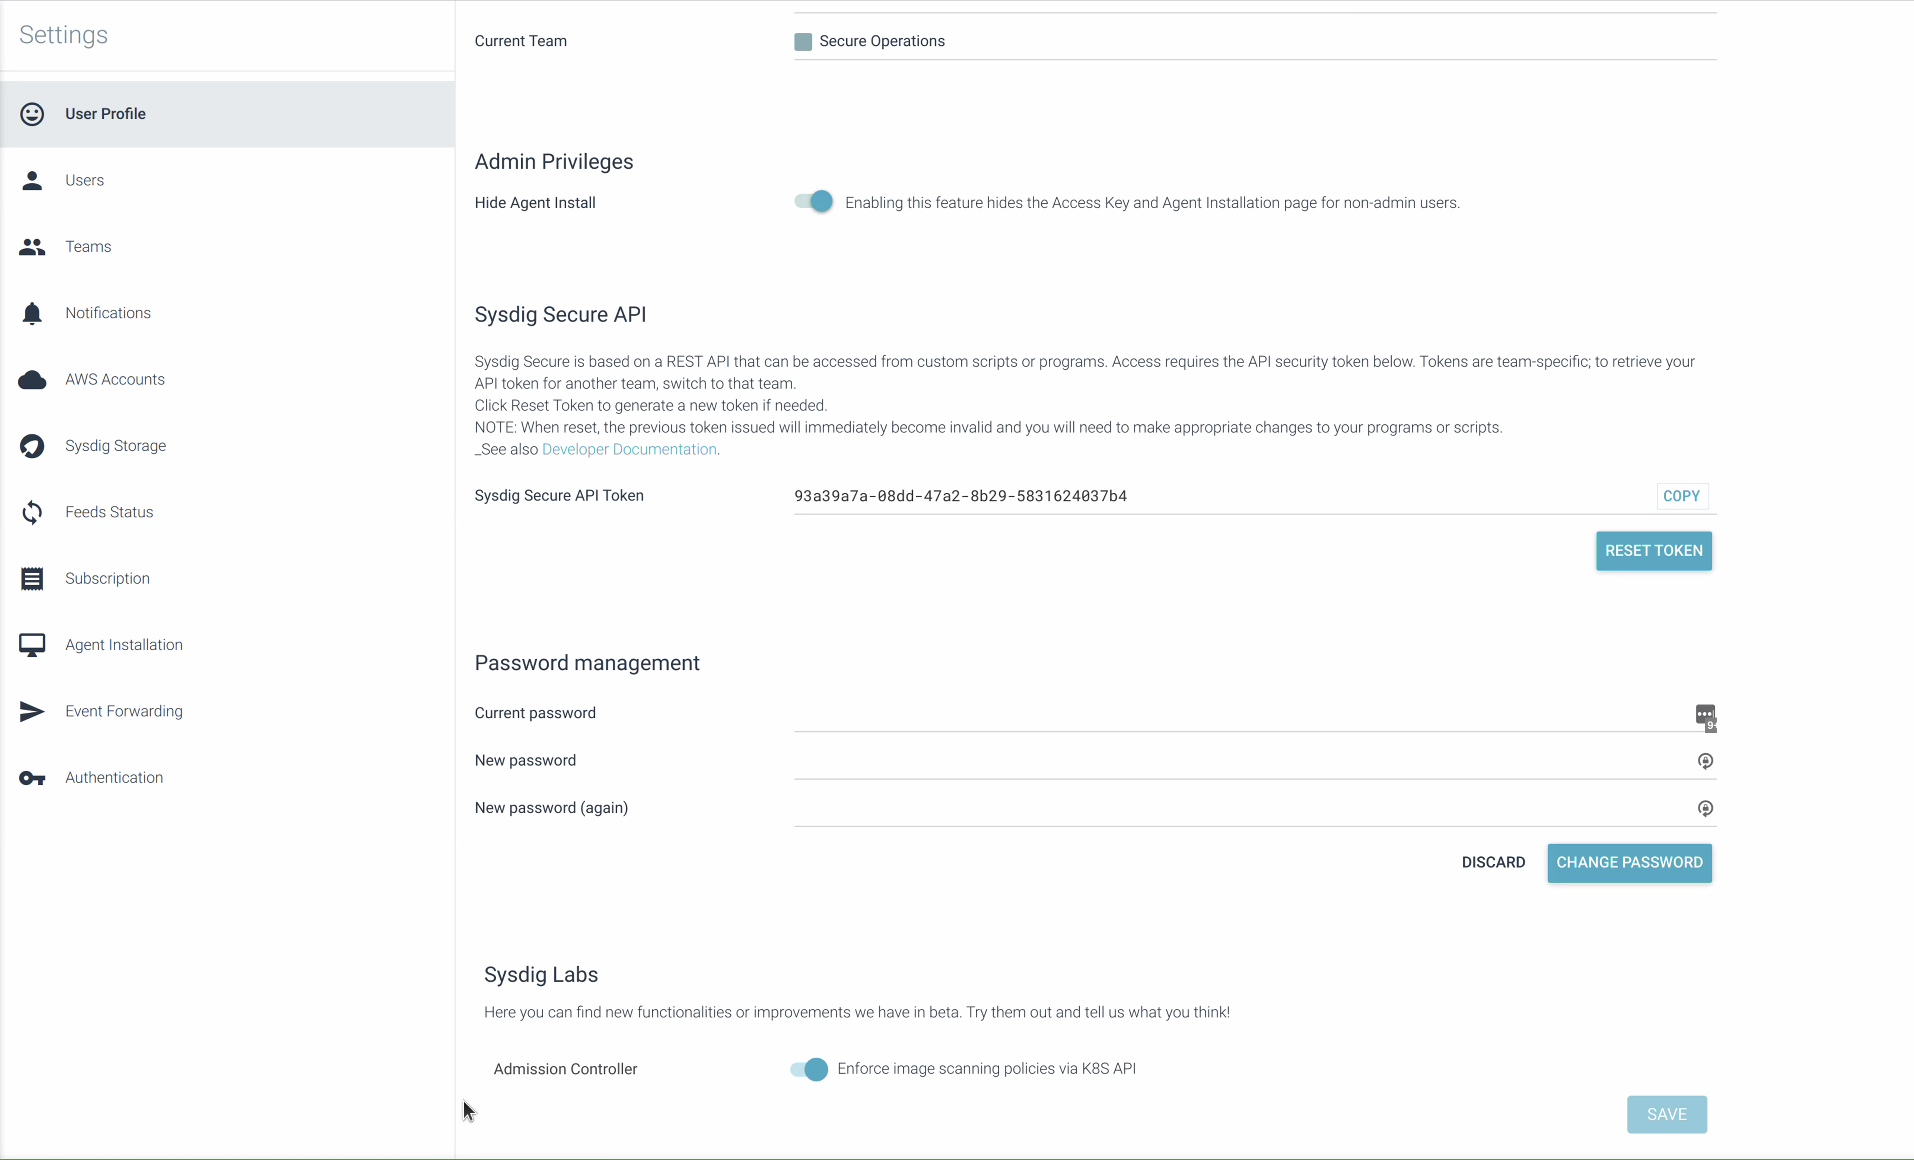 Settings
User Profile
Users
Teams
Notifications
AWS Accounts
Sysdig Storage
Feeds Status
Subscription
Agent Installation
Event Forwarding
Authentication
Current Team
Secure Operations
Admin Privileges
Hide Agent Install
Enabling this feature hides the Access Key and Agent Installation page for non-admin users.
Sysdig Secure API
Sysdig Secure is based on a REST API that can be accessed from custom scripts or programs. Access requires the API security token below. Tokens are team-specific; to retrieve your
API token for another team, switch to that team.
Click Reset Token to generate a new token if needed.
NOTE: When reset, the previous token issued will immediately become invalid and you will need to make appropriate changes to your programs or scripts.
_See also Developer Documentation.
Sysdig Secure API Token
93a39a7a-08dd-47a2-8b29-5831624037b4
COPY
RESET TOKEN
Password management
Current password
9+
New password
New password (again)
DISCARD
CHANGE PASSWORD
Sysdig Labs
Here you can find new functionalities or improvements we have in beta. Try them out and tell us what you think!
Admission Controller
Enforce image scanning policies via K8S API
SAVE